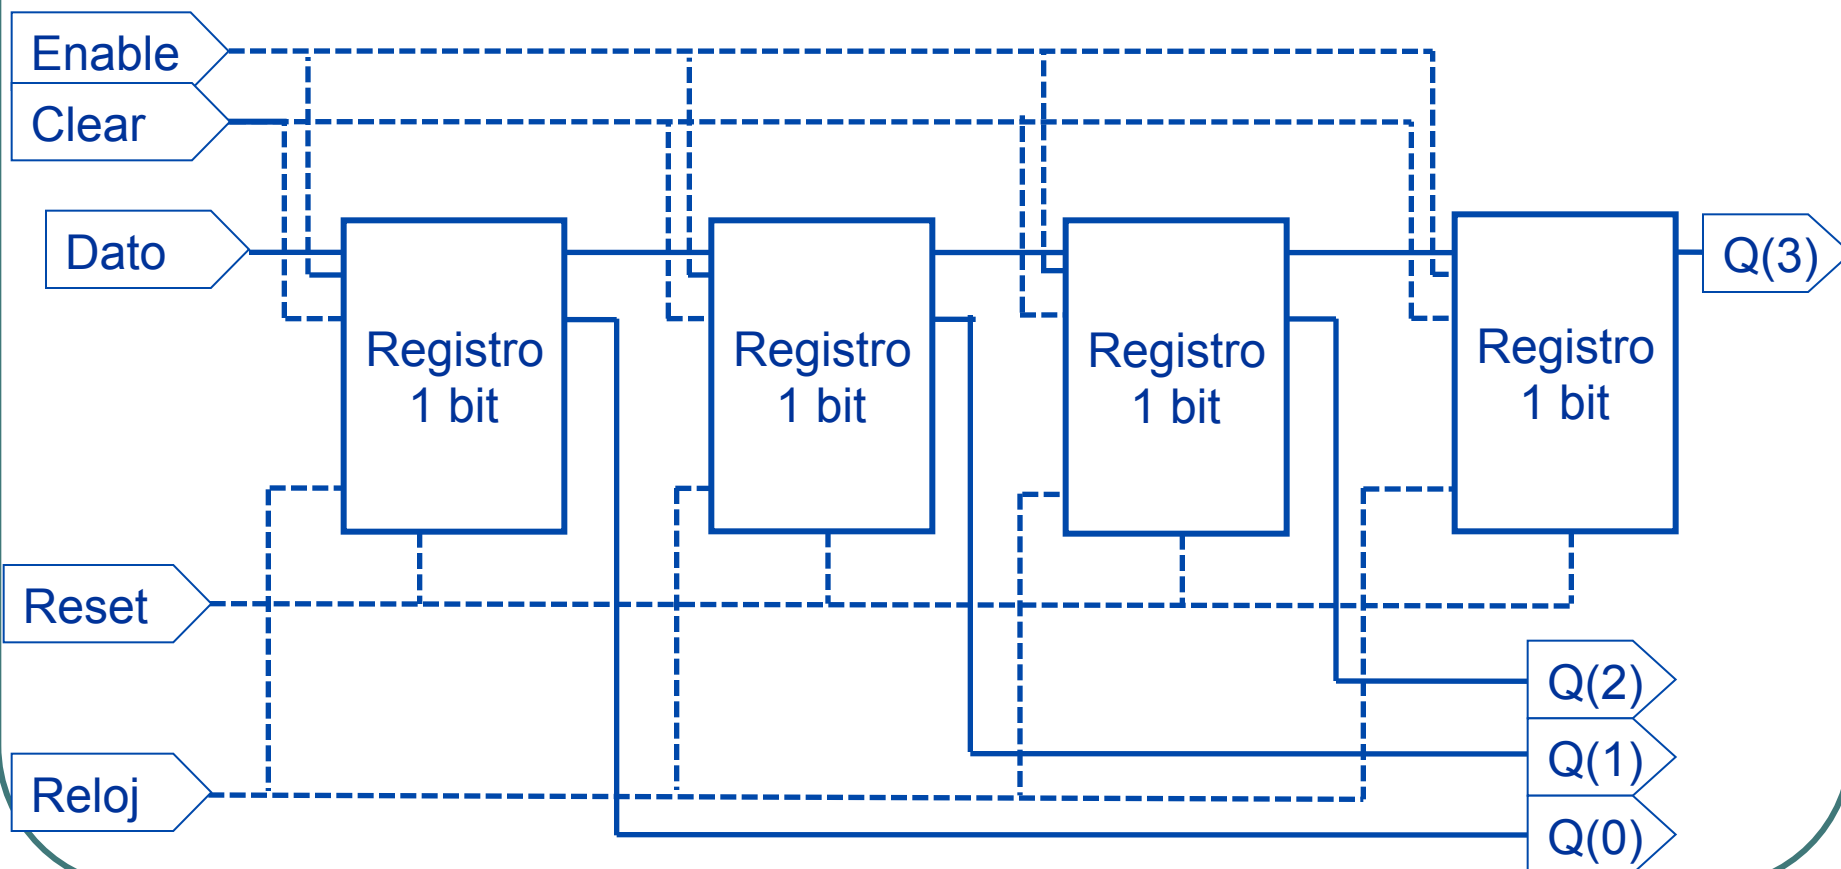 Enable
Clear
Dato
Q(3)
Registro
1 bit
Registro
1 bit
Registro
1 bit
Registro
1 bit
Reset
Q(2)
Q(1)
Reloj
Q(0)